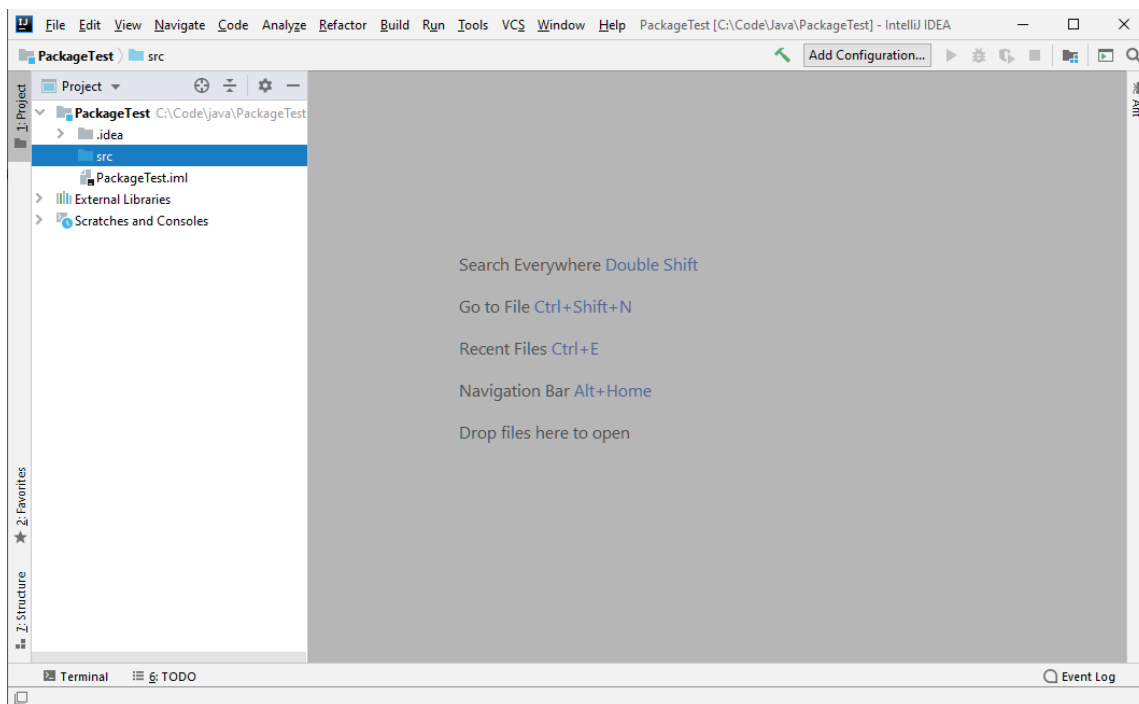 IJ File Edit View Navigate Code Analyze Refactor Build Run Tools VCS Window Help PackageTest [C:\Code\Java\PackageTest] - IntelliJ IDEA
PackageTest src
Add Configuration...
1: Project
Project
PackageTest C:\Code\java\PackageTest
.idea
src
PackageTest.iml
External Libraries
Scratches and Consoles
Search Everywhere Double Shift
Go to File Ctrl+Shift+N
Recent Files Ctrl+E
Navigation Bar Alt+Home
Drop files here to open
Ant
2: Favorites
7: Structure
Terminal 6: TODO Event Log